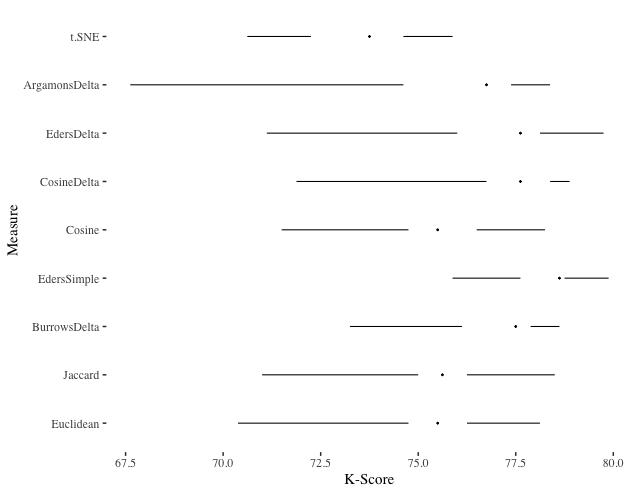 t.SNE
ArgamonsDelta
EdersDelta
CosineDelta
Cosine
EdersSimple
BurrowsDelta
Jaccard
Euclidean
Measure
67.5 70.0 72.5 75.0 77.5 80.0
K-Score